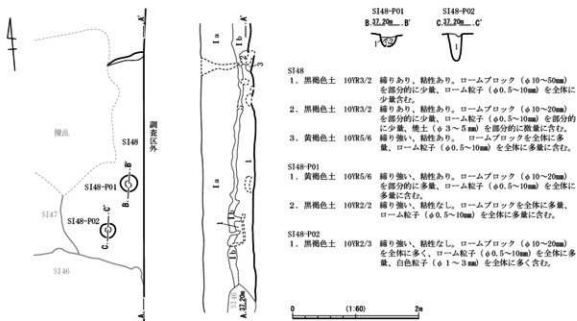 A'
A'
Ⅰa
Ⅰb
3
SI48
調査区外
B'
SI48-P01
B
C'
SI48-P02
C
SI47
SI46
A
Ⅰa
1
1
Ⅰb
SI46
A 37.20m
SI48-P01
B 37.20m B'
1
SI48-P02
C 37.20m C'
1
SI48
1. 黒褐色土 10YR3/2 締りあり、粘性あり。ロームブロック（φ10～50㎜）
を部分的に少量、ローム粒子（φ0.5～10㎜）を全体に
少量含む。
2. 黒褐色土 10YR3/2 締りあり、粘性あり。ロームブロック（φ10～20㎜）
を部分的に少量、ローム粒子（φ0.5～10㎜）を部分的
に少量、焼土（φ3～5㎜）を部分的に微量に含む。
3. 黄褐色土 10YR5/6 締り強い、粘性あり。 ロームブロックを全体に多
量、ローム粒子（φ0.5～10㎜）を全体に多量に含む。
SI48-P01
1. 黄褐色土 10YR5/6 締り強い、粘性あり。ロームブロック（φ10～20㎜）
を部分的に多量、ローム粒子（φ0.5～10㎜）を全体に
多量に含む。
2. 黒褐色土 10YR2/2 締り強い、粘性なし。ロームブロックを全体に多量、
ローム粒子（φ0.5～10㎜）を全体に多量に含む。
SI48-P02
1. 黒褐色土 10YR2/3 締り強い、粘性なし。ロームブロック（φ10～20㎜）
を全体に多く、ローム粒子（φ0.5～10㎜）を全体に多
量、白色粒子（φ1～3㎜）を全体に多く含む。
0 (1:60) 2m